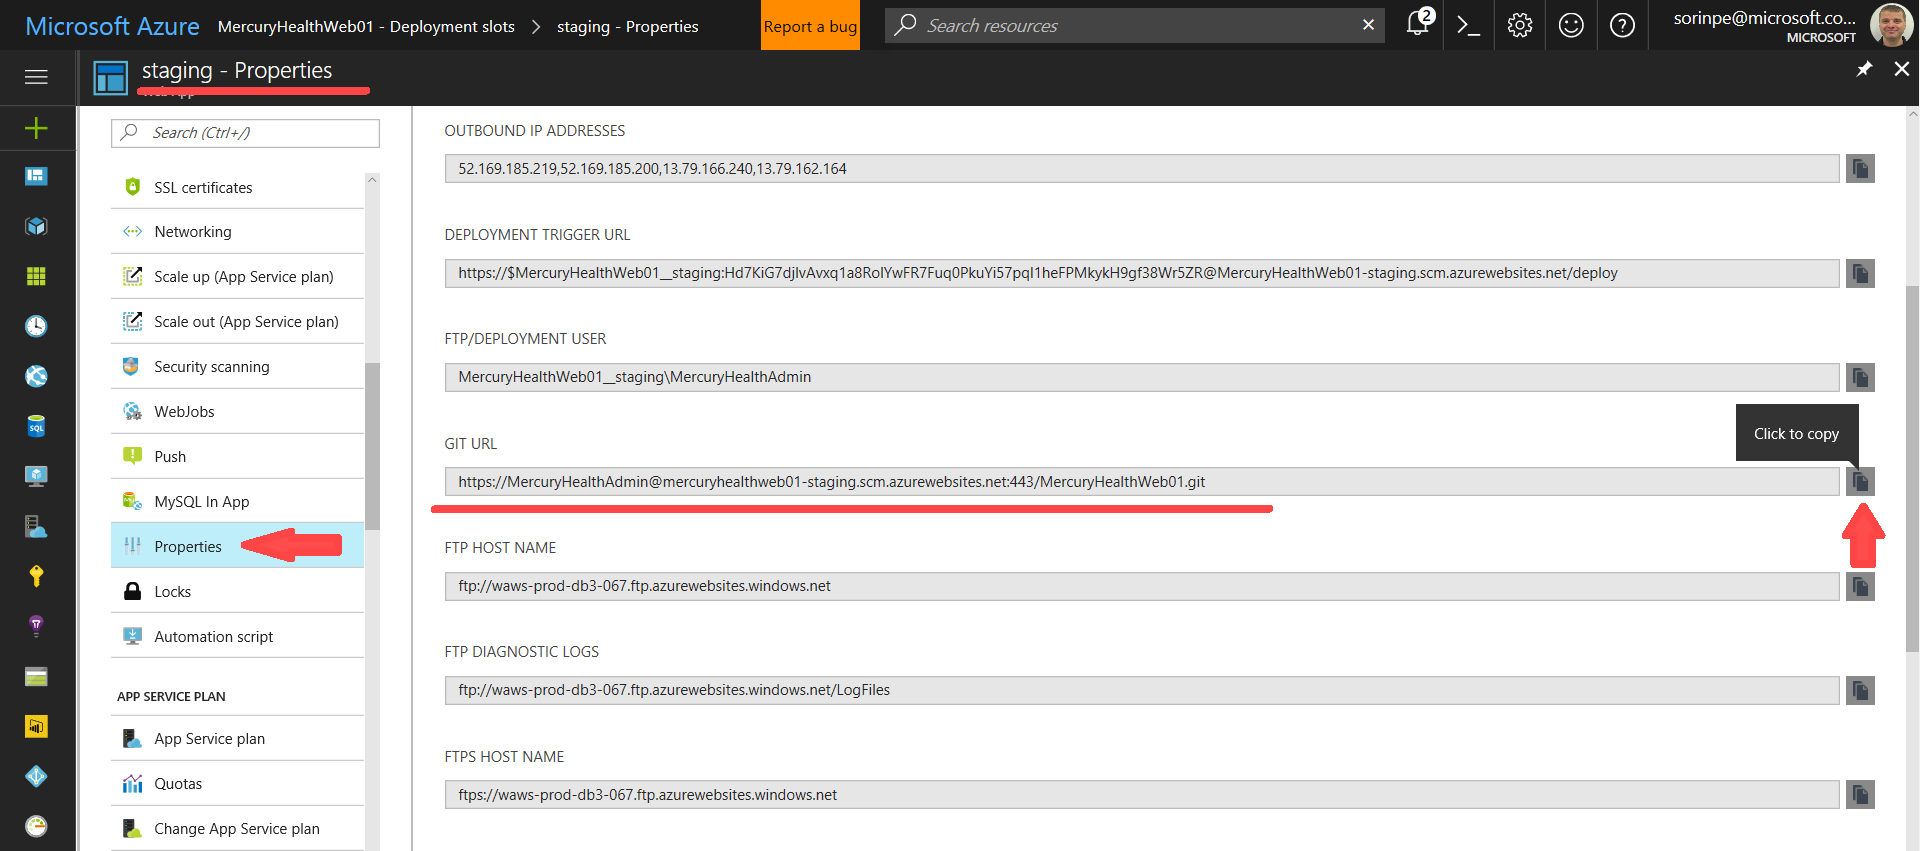 Microsoft Azure MercuryHealthWeb01 - Deployment slots > staging - Properties Report a bug Search resources 2 sorinpe@microsoft.co...
MICROSOFT
staging - Properties
Search (Ctrl+/)
SSL certificates
Networking
Scale up (App Service plan)
Scale out (App Service plan)
Security scanning
WebJobs
Push
MySQL In App
Properties
Locks
Automation script
APP SERVICE PLAN
App Service plan
Quotas
Change App Service plan
OUTBOUND IP ADDRESSES
52.169.185.219,52.169.185.200,13.79.166.240,13.79.162.164
DEPLOYMENT TRIGGER URL
https://$MercuryHealthWeb01__staging:Hd7KiG7djlvAvxq1a8RolYwFR7Fuq0PkuYi57pqI1heFPMkykH9gf38Wr5ZR@MercuryHealthWeb01-staging.scm.azurewebsites.net/deploy
FTP/DEPLOYMENT USER
MercuryHealthWeb01__staging\MercuryHealthAdmin
GIT URL
Click to copy
https://MercuryHealthAdmin@mercuryhealthweb01-staging.scm.azurewebsites.net:443/MercuryHealthWeb01.git
FTP HOST NAME
ftp://waws-prod-db3-067.ftp.azurewebsites.windows.net
FTP DIAGNOSTIC LOGS
ftp://waws-prod-db3-067.ftp.azurewebsites.windows.net/LogFiles
FTPS HOST NAME
ftps://waws-prod-db3-067.ftp.azurewebsites.windows.net